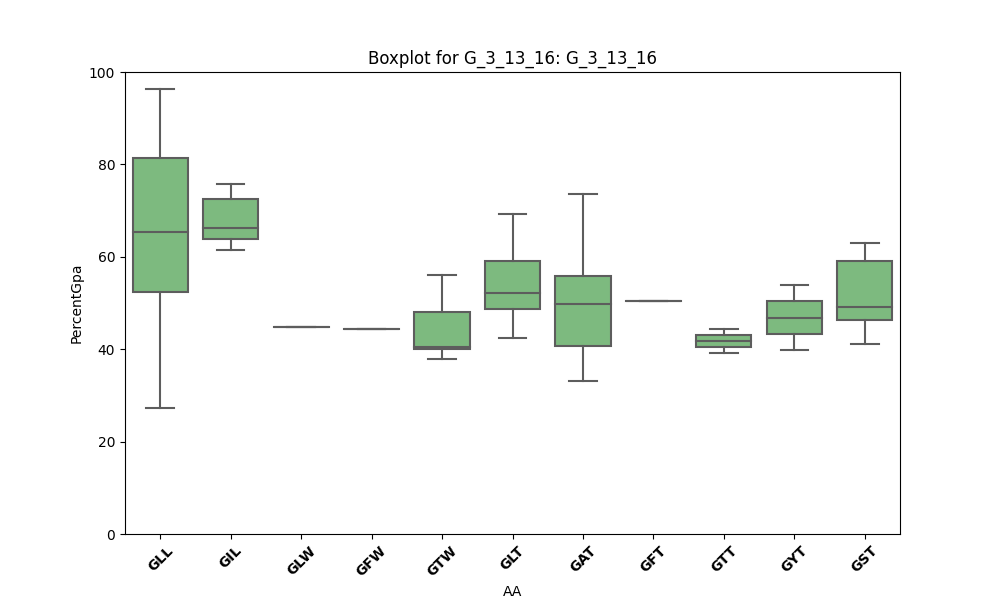 Boxplot for G_3_13_16: G_3_13_16
PercentGpa
100
80
60
40
20
0
GLL GIL GLW GFW GTW GLT GAT GFT GTT GYT GST
AA